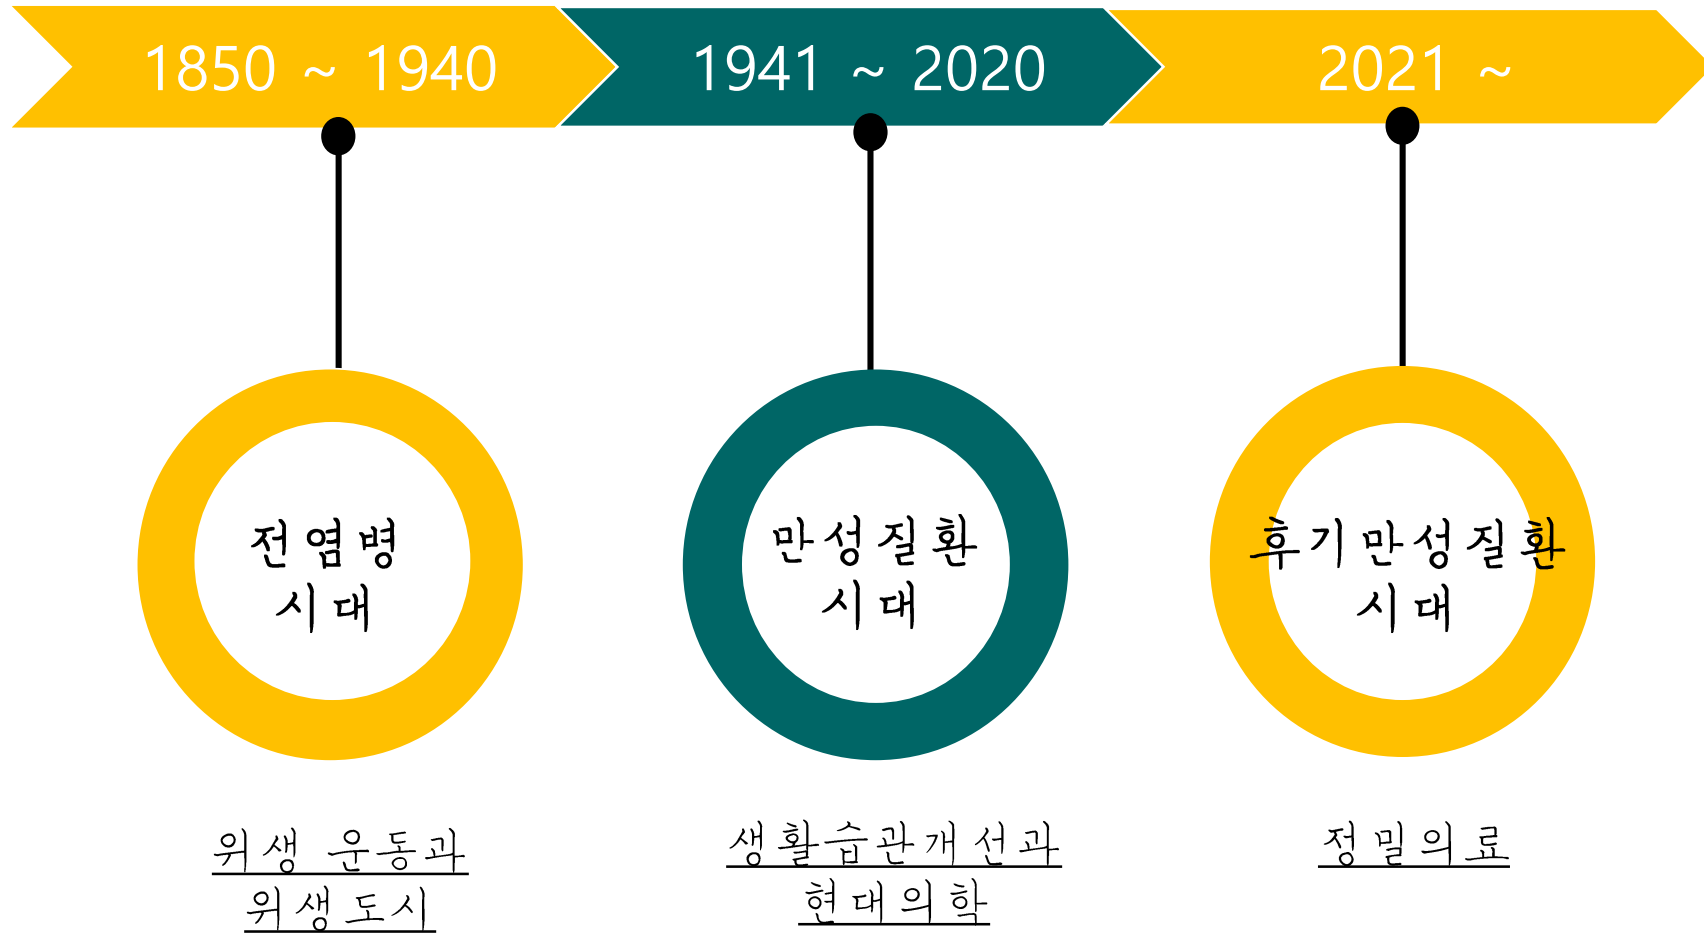 1850 ~ 1940
1941 ~ 2020
2021 ~
전염병
시대
만성질환
시대
후기만성질환
시대
위생 운동과
위생도시
생활습관개선과
현대의학
정밀의료